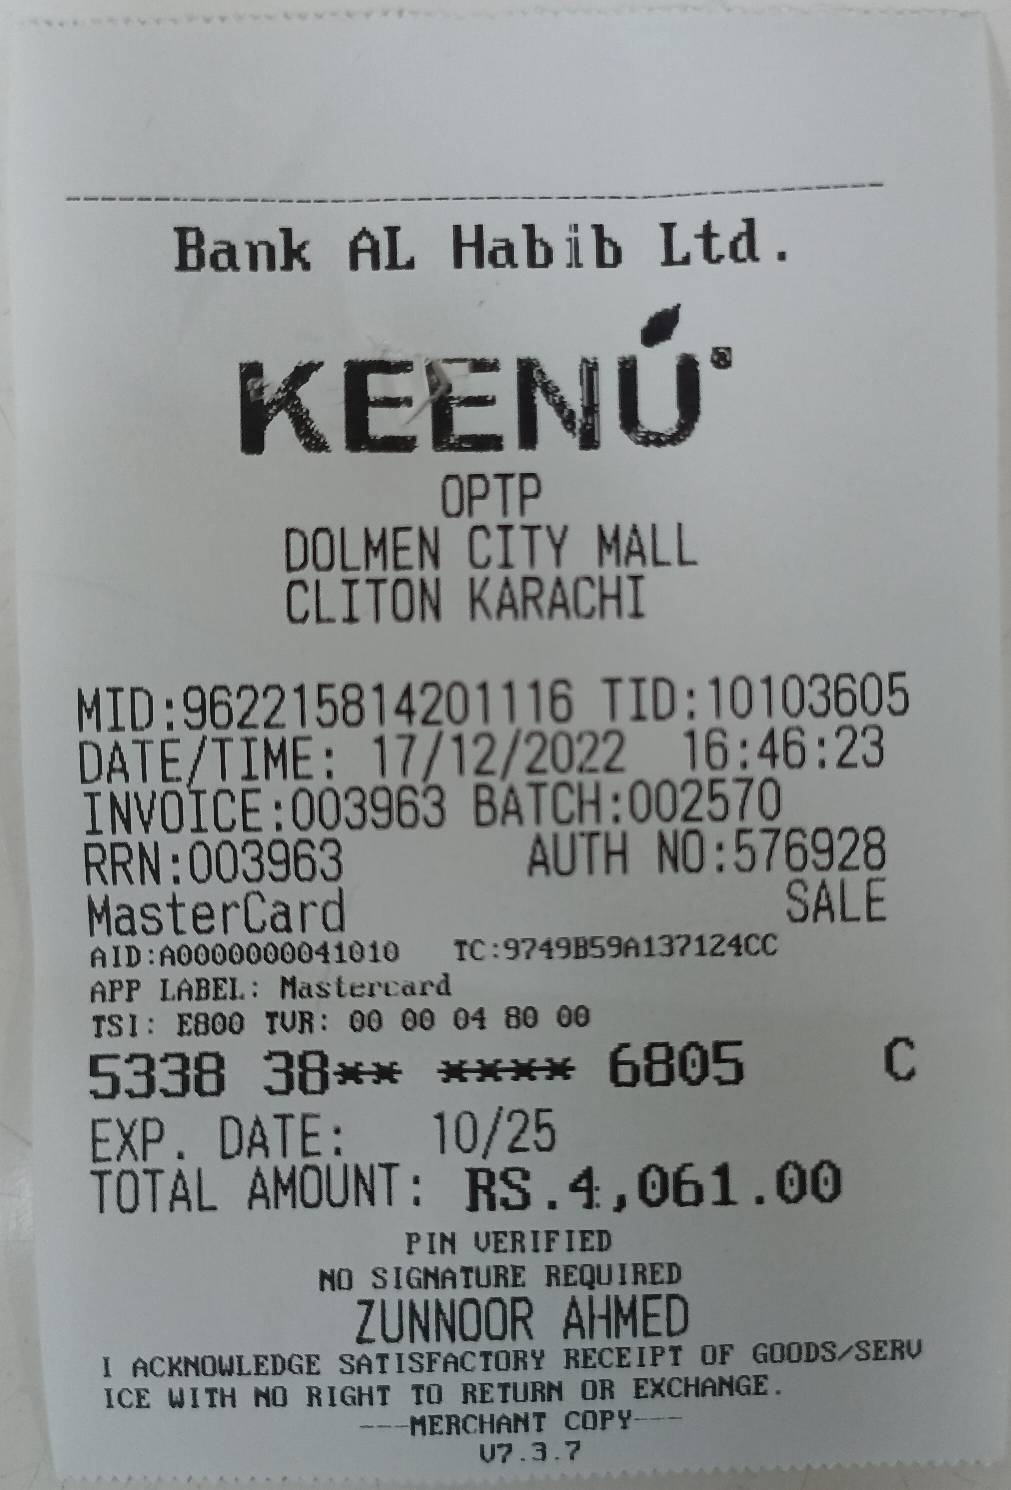 Bank AL Habib Ltd.
KEENÚ®
OPTP
DOLMEN CITY MALL
CLITON KARACHI
MID:962215814201116 TID:10103605
DATE/TIME: 17/12/2022 16:46:23
INVOICE:003963 BATCH:002570
RRN:003963 AUTH NO:576928
MasterCard SALE
AID:A0000000041010 TC:9749B59A137124CC
APP LABEL: Mastercard
TSI: E800 TVR: 00 00 04 80 00
5338 38** **** 6805 C
EXP. DATE: 10/25
TOTAL AMOUNT: RS.4,061.00
PIN VERIFIED
NO SIGNATURE REQUIRED
ZUNNOOR AHMED
I ACKNOWLEDGE SATISFACTORY RECEIPT OF GOODS/SERV
ICE WITH NO RIGHT TO RETURN OR EXCHANGE.
---MERCHANT COPY---
V7.3.7